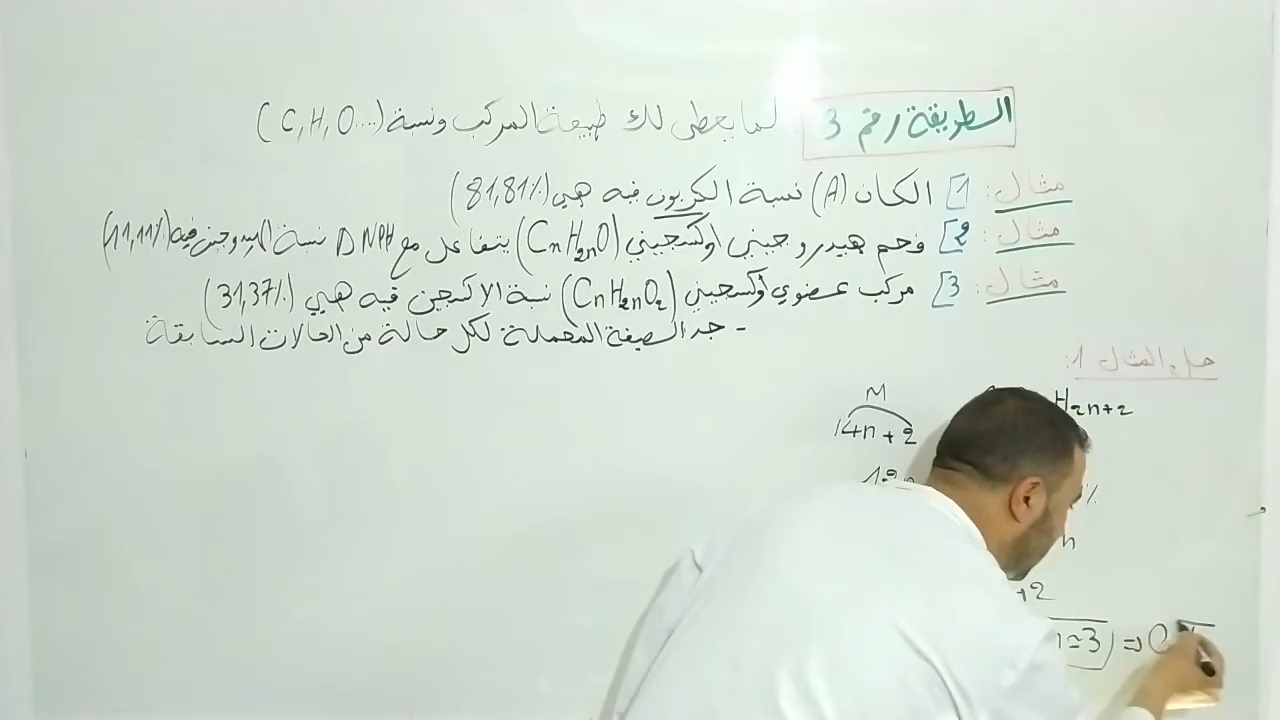 الطريقة رقم 3 لما يعطى لك طبيعة المركب ونسبة (C, H, O...)
مثال: 1] الكان (A) نسبة الكربون فيه هي (81,81%)
مثال: 2] فحم هيدروجيني اوكسجيني (CnH2nO) يتفاعل مع DNPH نسبة الهيدروجين فيه (11,11%)
مثال: 3] مركب عضوي أوكسجيني (CnH2nO2) نسبة الاكسجين فيه هي (31,37%)
- جد الصيغة المجملة لكل حالة من الحالات السابقة
حل المثال 1:
M
H2n+2
14n+2
%
n
+2
n=3 ⇒ C